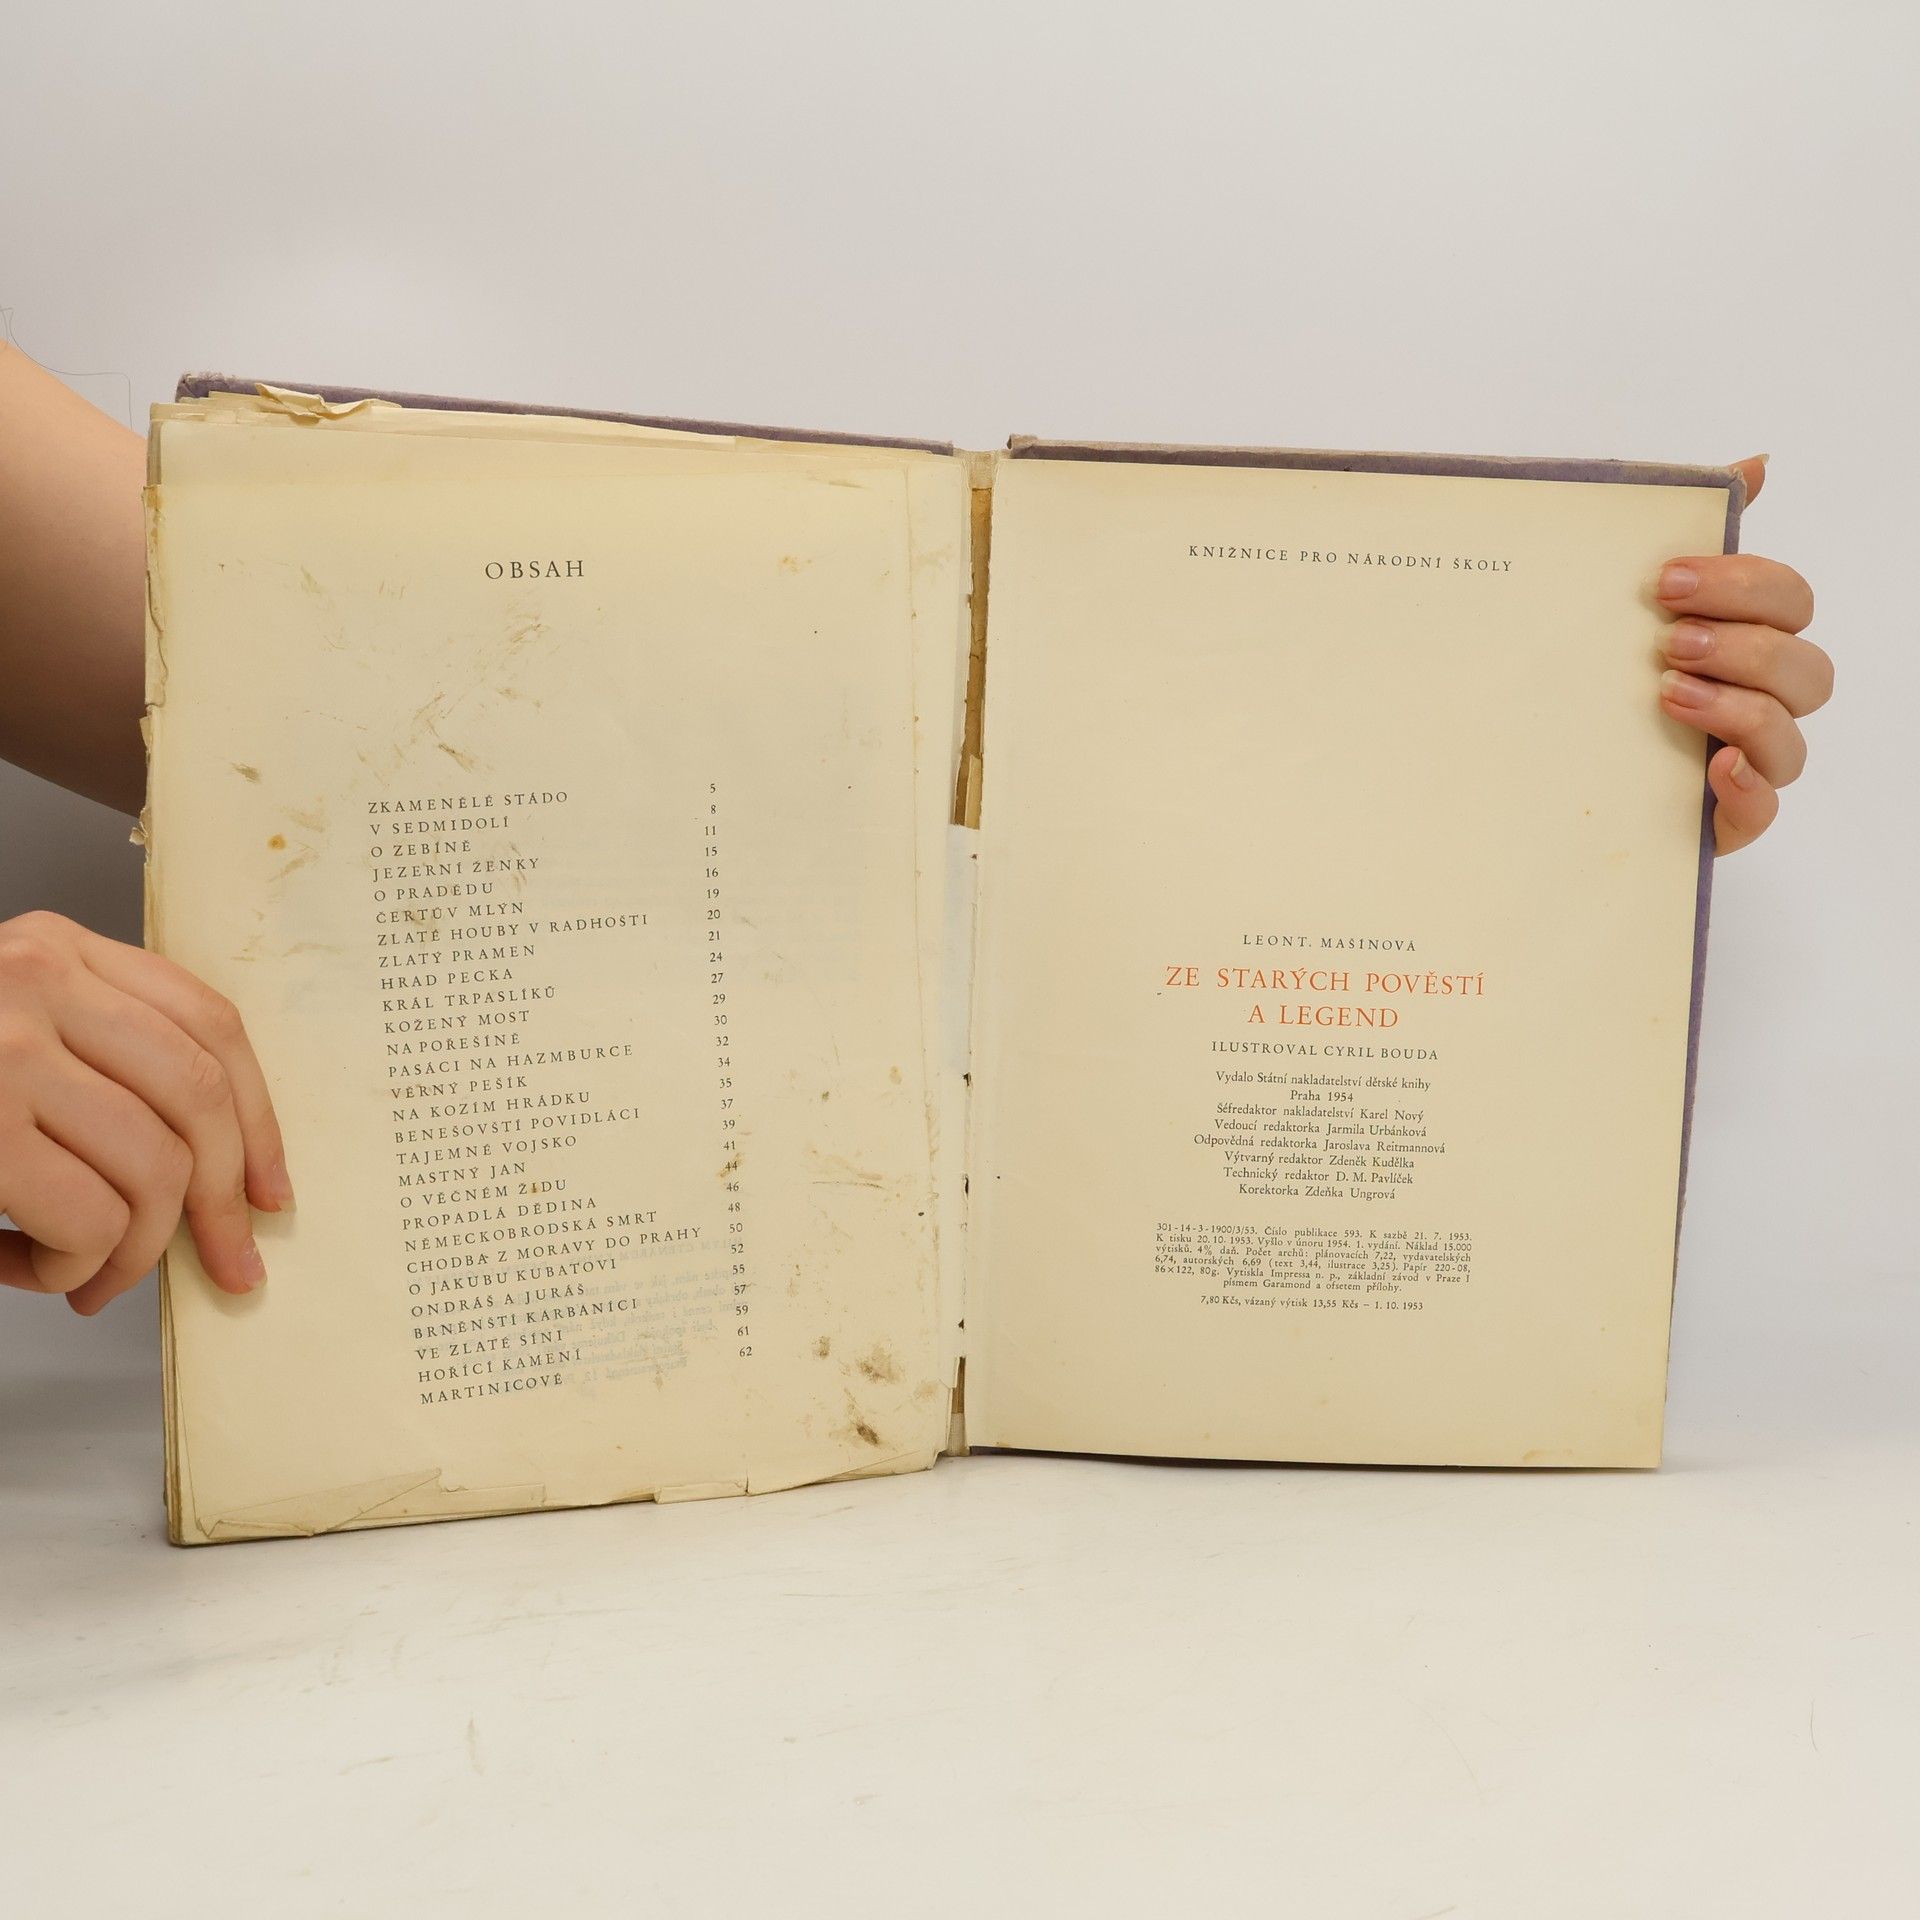 OBSAH
ZKAMENĚLÉ STÁDO 5
V SEDMIDOLÍ 8
O ZEBÍNĚ 11
JEZERNÍ ŽENKY 15
O PRADĚDU 16
ČERTŮV MLÝN 19
ZLATÉ HOUBY V RADHOŠTI 20
ZLATÝ PRAMEN 21
HRAD PECKA 24
KRÁL TRPASLÍKŮ 27
KOŽENÝ MOST 29
NA POŘEŠÍNĚ 30
PASÁCI NA HAZMBURCE 32
VĚRNÝ PEŠÍK 34
NA KOZÍM HRÁDKU 35
BENEŠOVŠTÍ POVIDLÁCI 37
TAJEMNÉ VOJSKO 39
MASTNÝ JAN 41
O VĚČNÉM ŽIDU 44
PROPADLÁ DĚDINA 46
NĚMECKOBRODSKÁ SMRT 48
CHODBA Z MORAVY DO PRAHY 50
O JAKUBU KUBATOVI 52
ONDRÁŠ A JURÁŠ 55
BRNĚNŠTÍ KARBANÍCI 57
VE ZLATÉ SÍNI 59
HOŘÍCÍ KAMENÍ 61
MARTINICOVÉ 62
KNIŽNICE PRO NÁRODNÍ ŠKOLY
LEONT. MAŠÍNOVÁ
ZE STARÝCH POVĚSTÍ
A LEGEND
ILUSTROVAL CYRIL BOUDA
Vydalo Státní nakladatelství dětské knihy
Praha 1954
Šéfredaktor nakladatelství Karel Nový
Vedoucí redaktorka Jarmila Urbánková
Odpovědná redaktorka Jaroslava Reitmannová
Výtvarný redaktor Zdeněk Kudělka
Technický redaktor D. M. Pavlíček
Korektorka Zdeňka Ungrová
301-14-3-1900/3/53. Číslo publikace 593. K sazbě 21. 7. 1953.
K tisku 20. 10. 1953. Vyšlo v únoru 1954. 1. vydání. Náklad 15.000
výtisků. 4% daň. Počet archů: plánovacích 7,22, vydavatelských
6,74, autorských 6,69 (text 3,44, ilustrace 3,25). Papír 220-08,
86×122, 80g. Vytiskla Impressa n. p., základní závod v Praze I
písmem Garamond a ofsetem přílohy.
7,80 Kčs, vázaný výtisk 13,55 Kčs – 1. 10. 1953